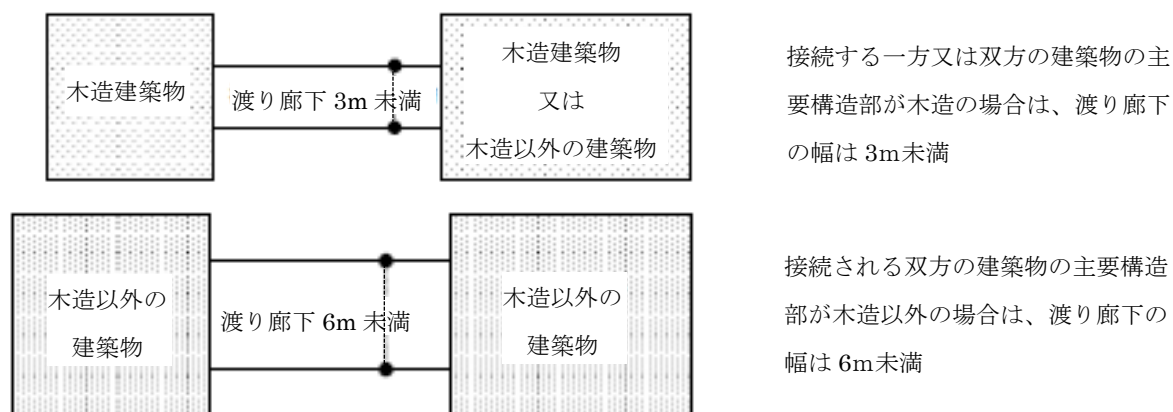 木造建築物
渡り廊下 3m 未満
木造建築物
又は
木造以外の建築物
接続する一方又は双方の建築物の主
要構造部が木造の場合は、渡り廊下
の幅は 3m未満
木造以外の
建築物
渡り廊下 6m 未満
木造以外の
建築物
接続される双方の建築物の主要構造
部が木造以外の場合は、渡り廊下の
幅は 6m未満